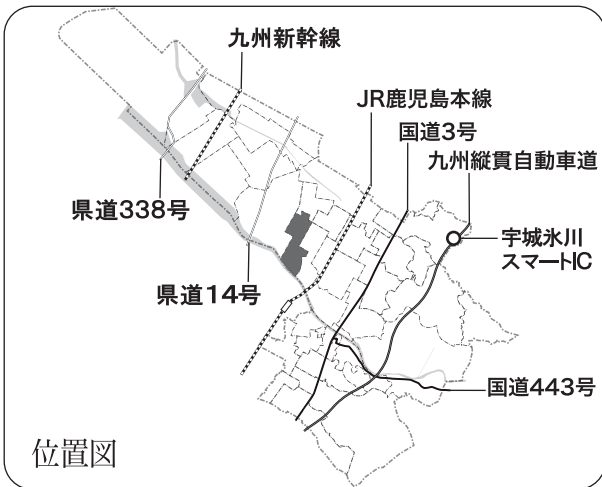 九州新幹線
JR鹿児島本線
国道3号
九州縦貫自動車道
県道338号
宇城氷川
スマートIC
県道14号
国道443号
位置図